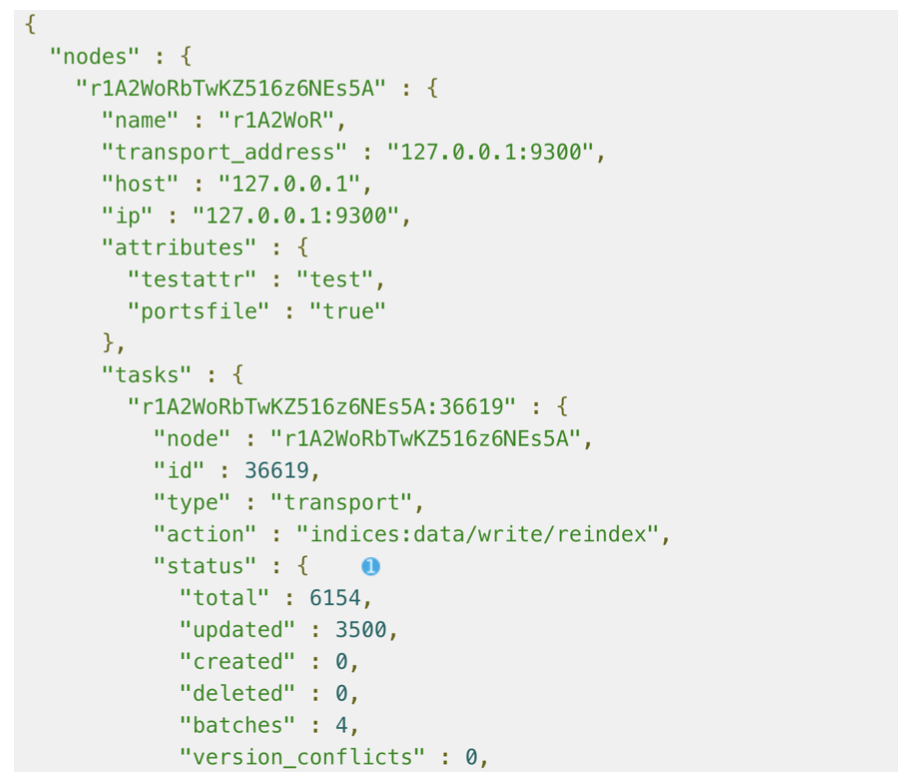 {
  "nodes" : {
    "r1A2WoRbTwKZ516z6NEs5A" : {
      "name" : "r1A2WoR",
      "transport_address" : "127.0.0.1:9300",
      "host" : "127.0.0.1",
      "ip" : "127.0.0.1:9300",
      "attributes" : {
        "testattr" : "test",
        "portsfile" : "true"
      },
      "tasks" : {
        "r1A2WoRbTwKZ516z6NEs5A:36619" : {
          "node" : "r1A2WoRbTwKZ516z6NEs5A",
          "id" : 36619,
          "type" : "transport",
          "action" : "indices:data/write/reindex",
          "status" : {    1
            "total" : 6154,
            "updated" : 3500,
            "created" : 0,
            "deleted" : 0,
            "batches" : 4,
            "version_conflicts" : 0,